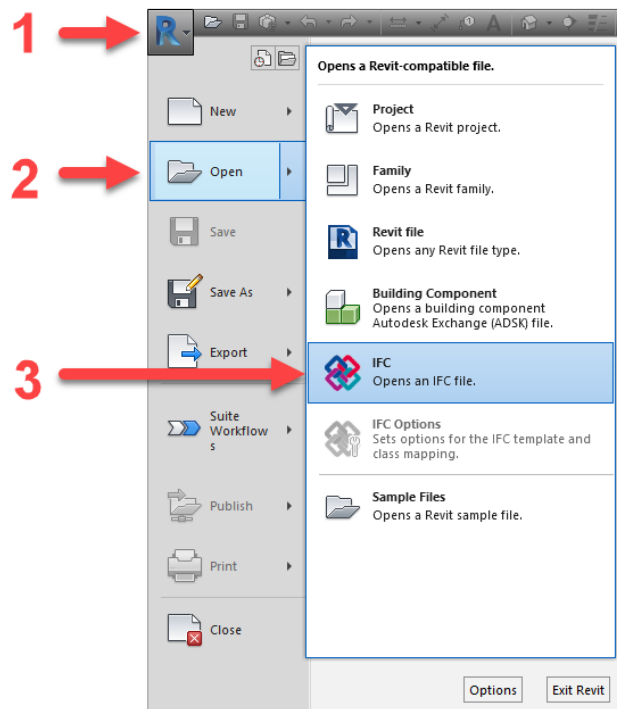 1
R
A
2
3
New
Open
Save
Save As
Export
Suite
Workflow
s
Publish
Print
Close
Opens a Revit-compatible file.
Project
Opens a Revit project.
Family
Opens a Revit family.
R
Revit file
Opens any Revit file type.
Building Component
Opens a building component
Autodesk Exchange (ADSK) file.
IFC
Opens an IFC file.
IFC Options
Sets options for the IFC template and
class mapping.
Sample Files
Opens a Revit sample file.
Options
Exit Revit